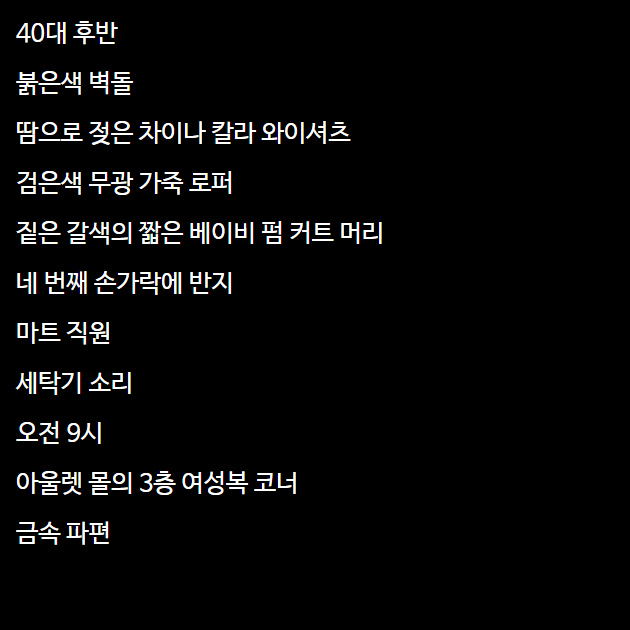 40대 후반
붉은색 벽돌
땀으로 젖은 차이나 칼라 와이셔츠
검은색 무광 가죽 로퍼
짙은 갈색의 짧은 베이비 펌 커트 머리
네 번째 손가락에 반지
마트 직원
세탁기 소리
오전 9시
아울렛 몰의 3층 여성복 코너
금속 파편